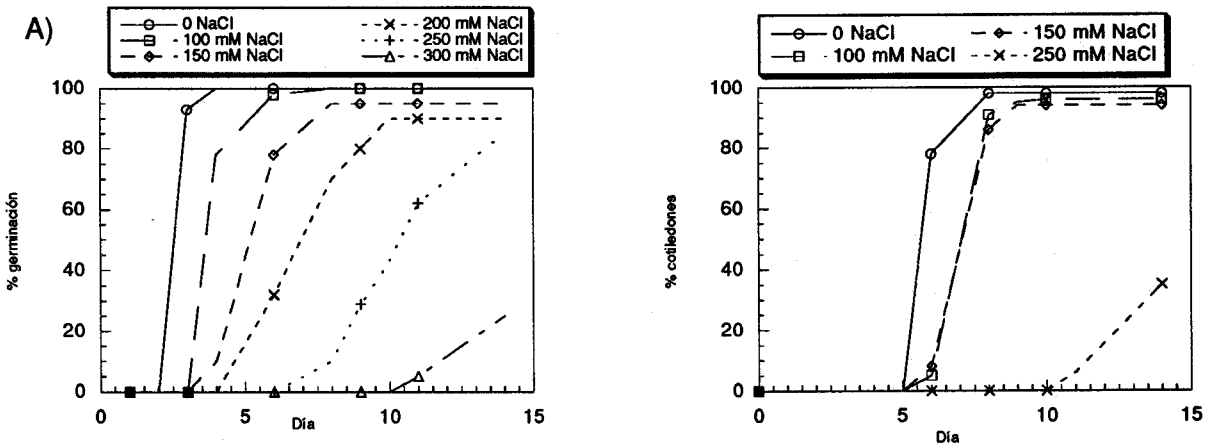 A)
0 NaCl
100 mM NaCl
150 mM NaCl
200 mM NaCl
250 mM NaCl
300 mM NaCl
100
80
60
40
20
0
% germinación
0 5 10 15
Día
0 NaCl
100 mM NaCl
150 mM NaCl
250 mM NaCl
100
80
60
40
20
0
% cotiledones
0 5 10 15
Día